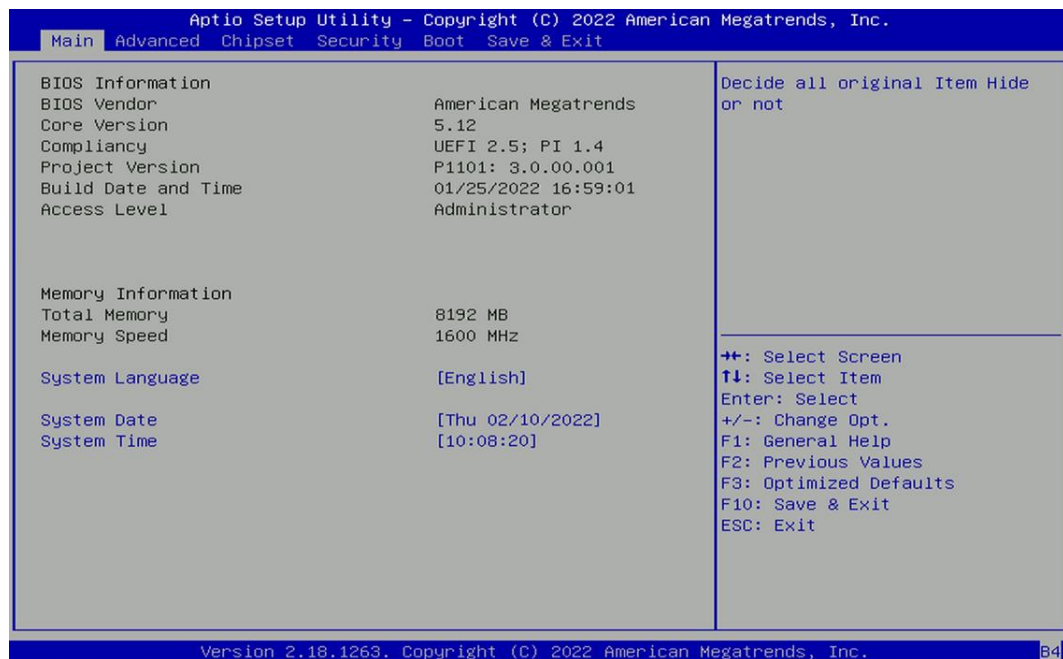 Aptio Setup Utility – Copyright (C) 2022 American Megatrends, Inc.
Main Advanced Chipset Security Boot Save & Exit
BIOS Information
BIOS Vendor American Megatrends
Core Version 5.12
Compliancy UEFI 2.5; PI 1.4
Project Version P1101: 3.0.00.001
Build Date and Time 01/25/2022 16:59:01
Access Level Administrator
Memory Information
Total Memory 8192 MB
Memory Speed 1600 MHz
System Language [English]
System Date [Thu 02/10/2022]
System Time [10:08:20]
Decide all original Item Hide
or not
→←: Select Screen
↑↓: Select Item
Enter: Select
+/-: Change Opt.
F1: General Help
F2: Previous Values
F3: Optimized Defaults
F10: Save & Exit
ESC: Exit
Version 2.18.1263. Copyright (C) 2022 American Megatrends, Inc.
B4